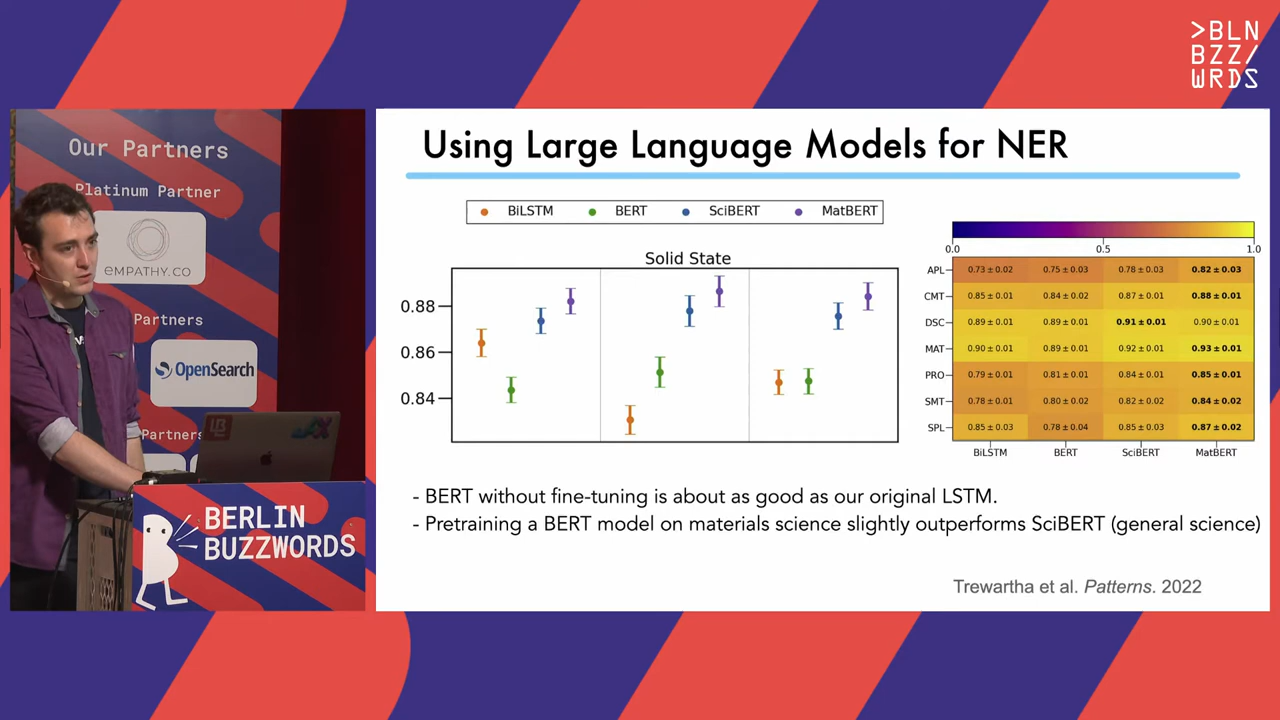 >BLN
BZZ/
WRDS
Our Partners
Platinum Partner
EMPATHY.CO
Partners
OpenSearch
Partners
BERLIN
BUZZWORDS
Using Large Language Models for NER
BiLSTM BERT SciBERT MatBERT
Solid State
0.88
0.86
0.84
0.0 0.5 1.0
APL 0.73 ± 0.02 0.75 ± 0.03 0.78 ± 0.03 0.82 ± 0.03
CMT 0.85 ± 0.01 0.84 ± 0.02 0.87 ± 0.01 0.88 ± 0.01
DSC 0.89 ± 0.01 0.89 ± 0.01 0.91 ± 0.01 0.90 ± 0.01
MAT 0.90 ± 0.01 0.89 ± 0.01 0.92 ± 0.01 0.93 ± 0.01
PRO 0.79 ± 0.01 0.81 ± 0.01 0.84 ± 0.01 0.85 ± 0.01
SMT 0.78 ± 0.01 0.80 ± 0.02 0.82 ± 0.02 0.84 ± 0.02
SPL 0.85 ± 0.03 0.78 ± 0.04 0.85 ± 0.03 0.87 ± 0.02
BiLSTM BERT SciBERT MatBERT
- BERT without fine-tuning is about as good as our original LSTM.
- Pretraining a BERT model on materials science slightly outperforms SciBERT (general science)
Trewartha et al. Patterns. 2022